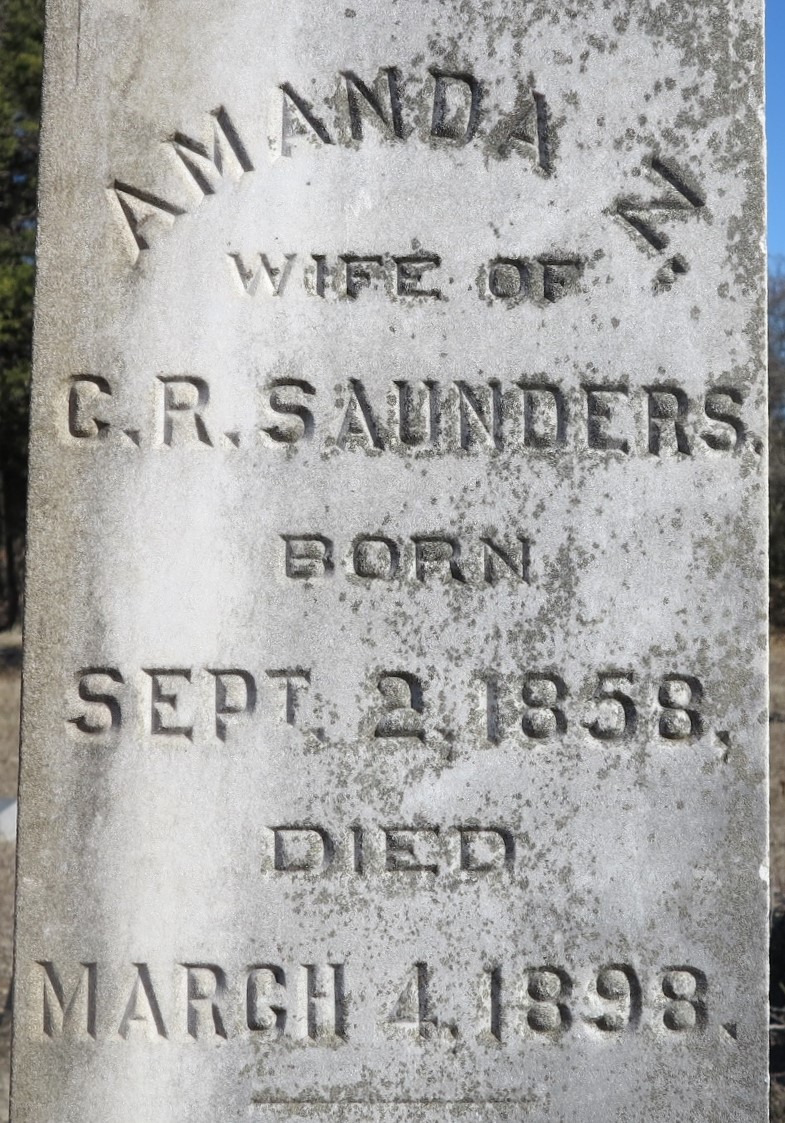 AMANDA N.
WIFE OF
C.R.SAUNDERS.
BORN
SEPT. 2, 1858,
DIED
MARCH 4, 1898.